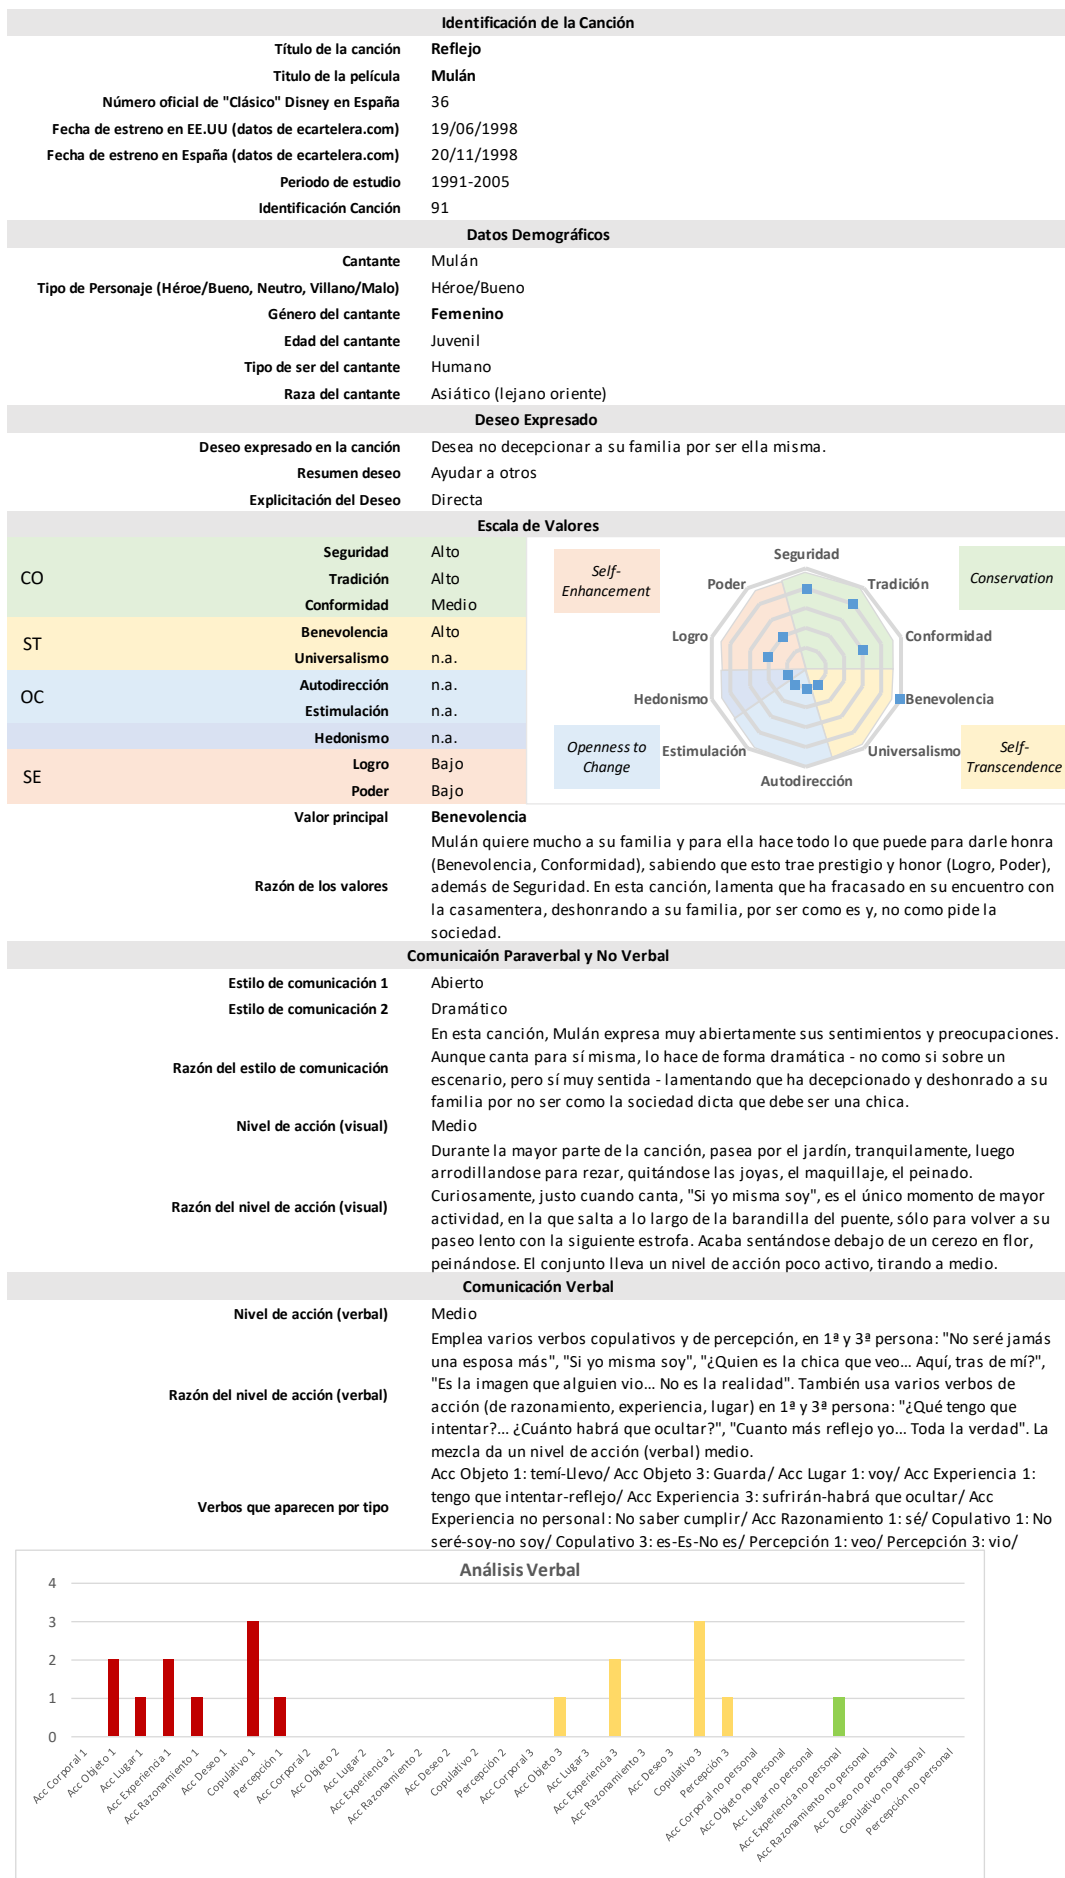 Identificación de la Canción
Título de la canción Reflejo
Titulo de la película Mulán
Número oficial de "Clásico" Disney en España 36
Fecha de estreno en EE.UU (datos de ecartelera.com) 19/06/1998
Fecha de estreno en España (datos de ecartelera.com) 20/11/1998
Periodo de estudio 1991-2005
Identificación Canción 91
Datos Demográficos
Cantante Mulán
Tipo de Personaje (Héroe/Bueno, Neutro, Villano/Malo) Héroe/Bueno
Género del cantante Femenino
Edad del cantante Juvenil
Tipo de ser del cantante Humano
Raza del cantante Asiático (lejano oriente)
Deseo Expresado
Deseo expresado en la canción Desea no decepcionar a su familia por ser ella misma.
Resumen deseo Ayudar a otros
Explicitación del Deseo Directa
Escala de Valores
CO
Seguridad Alto
Tradición Alto
Conformidad Medio
ST
Benevolencia Alto
Universalismo n.a.
OC
Autodirección n.a.
Estimulación n.a.
Hedonismo n.a.
SE
Logro Bajo
Poder Bajo
Self-
Enhancement
Conservation
Openness to
Change
Self-
Transcendence
Seguridad
Tradición
Conformidad
Benevolencia
Universalismo
Autodirección
Estimulación
Hedonismo
Logro
Poder
Valor principal Benevolencia
Razón de los valores
Mulán quiere mucho a su familia y para ella hace todo lo que puede para darle honra
(Benevolencia, Conformidad), sabiendo que esto trae prestigio y honor (Logro, Poder),
además de Seguridad. En esta canción, lamenta que ha fracasado en su encuentro con
la casamentera, deshonrando a su familia, por ser como es y, no como pide la
sociedad.
Comunicaión Paraverbal y No Verbal
Estilo de comunicación 1 Abierto
Estilo de comunicación 2 Dramático
Razón del estilo de comunicación
En esta canción, Mulán expresa muy abiertamente sus sentimientos y preocupaciones.
Aunque canta para sí misma, lo hace de forma dramática - no como si sobre un
escenario, pero sí muy sentida - lamentando que ha decepcionado y deshonrado a su
familia por no ser como la sociedad dicta que debe ser una chica.
Nivel de acción (visual) Medio
Razón del nivel de acción (visual)
Durante la mayor parte de la canción, pasea por el jardín, tranquilamente, luego
arrodillandose para rezar, quitándose las joyas, el maquillaje, el peinado.
Curiosamente, justo cuando canta, "Si yo misma soy", es el único momento de mayor
actividad, en la que salta a lo largo de la barandilla del puente, sólo para volver a su
paseo lento con la siguiente estrofa. Acaba sentándose debajo de un cerezo en flor,
peinándose. El conjunto lleva un nivel de acción poco activo, tirando a medio.
Comunicación Verbal
Nivel de acción (verbal) Medio
Razón del nivel de acción (verbal)
Emplea varios verbos copulativos y de percepción, en 1ª y 3ª persona: "No seré jamás
una esposa más", "Si yo misma soy", "¿Quien es la chica que veo... Aquí, tras de mí?",
"Es la imagen que alguien vio... No es la realidad". También usa varios verbos de
acción (de razonamiento, experiencia, lugar) en 1ª y 3ª persona: "¿Qué tengo que
intentar?... ¿Cuánto habrá que ocultar?", "Cuanto más reflejo yo... Toda la verdad". La
mezcla da un nivel de acción (verbal) medio.
Verbos que aparecen por tipo
Acc Objeto 1: temí-Llevo/ Acc Objeto 3: Guarda/ Acc Lugar 1: voy/ Acc Experiencia 1:
tengo que intentar-reflejo/ Acc Experiencia 3: sufrirán-habrá que ocultar/ Acc
Experiencia no personal: No saber cumplir/ Acc Razonamiento 1: sé/ Copulativo 1: No
seré-soy-no soy/ Copulativo 3: es-Es-No es/ Percepción 1: veo/ Percepción 3: vio/
Análisis Verbal
4
3
2
1
0
Acc Corporal 1
Acc Objeto 1
Acc Lugar 1
Acc Experiencia 1
Acc Razonamiento 1
Acc Deseo 1
Copulativo 1
Percepción 1
Acc Corporal 2
Acc Objeto 2
Acc Lugar 2
Acc Experiencia 2
Acc Razonamiento 2
Acc Deseo 2
Copulativo 2
Percepción 2
Acc Corporal 3
Acc Objeto 3
Acc Lugar 3
Acc Experiencia 3
Acc Razonamiento 3
Acc Deseo 3
Copulativo 3
Percepción 3
Acc Corporal no personal
Acc Objeto no personal
Acc Lugar no personal
Acc Experiencia no personal
Acc Razonamiento no personal
Acc Deseo no personal
Copulativo no personal
Percepción no personal